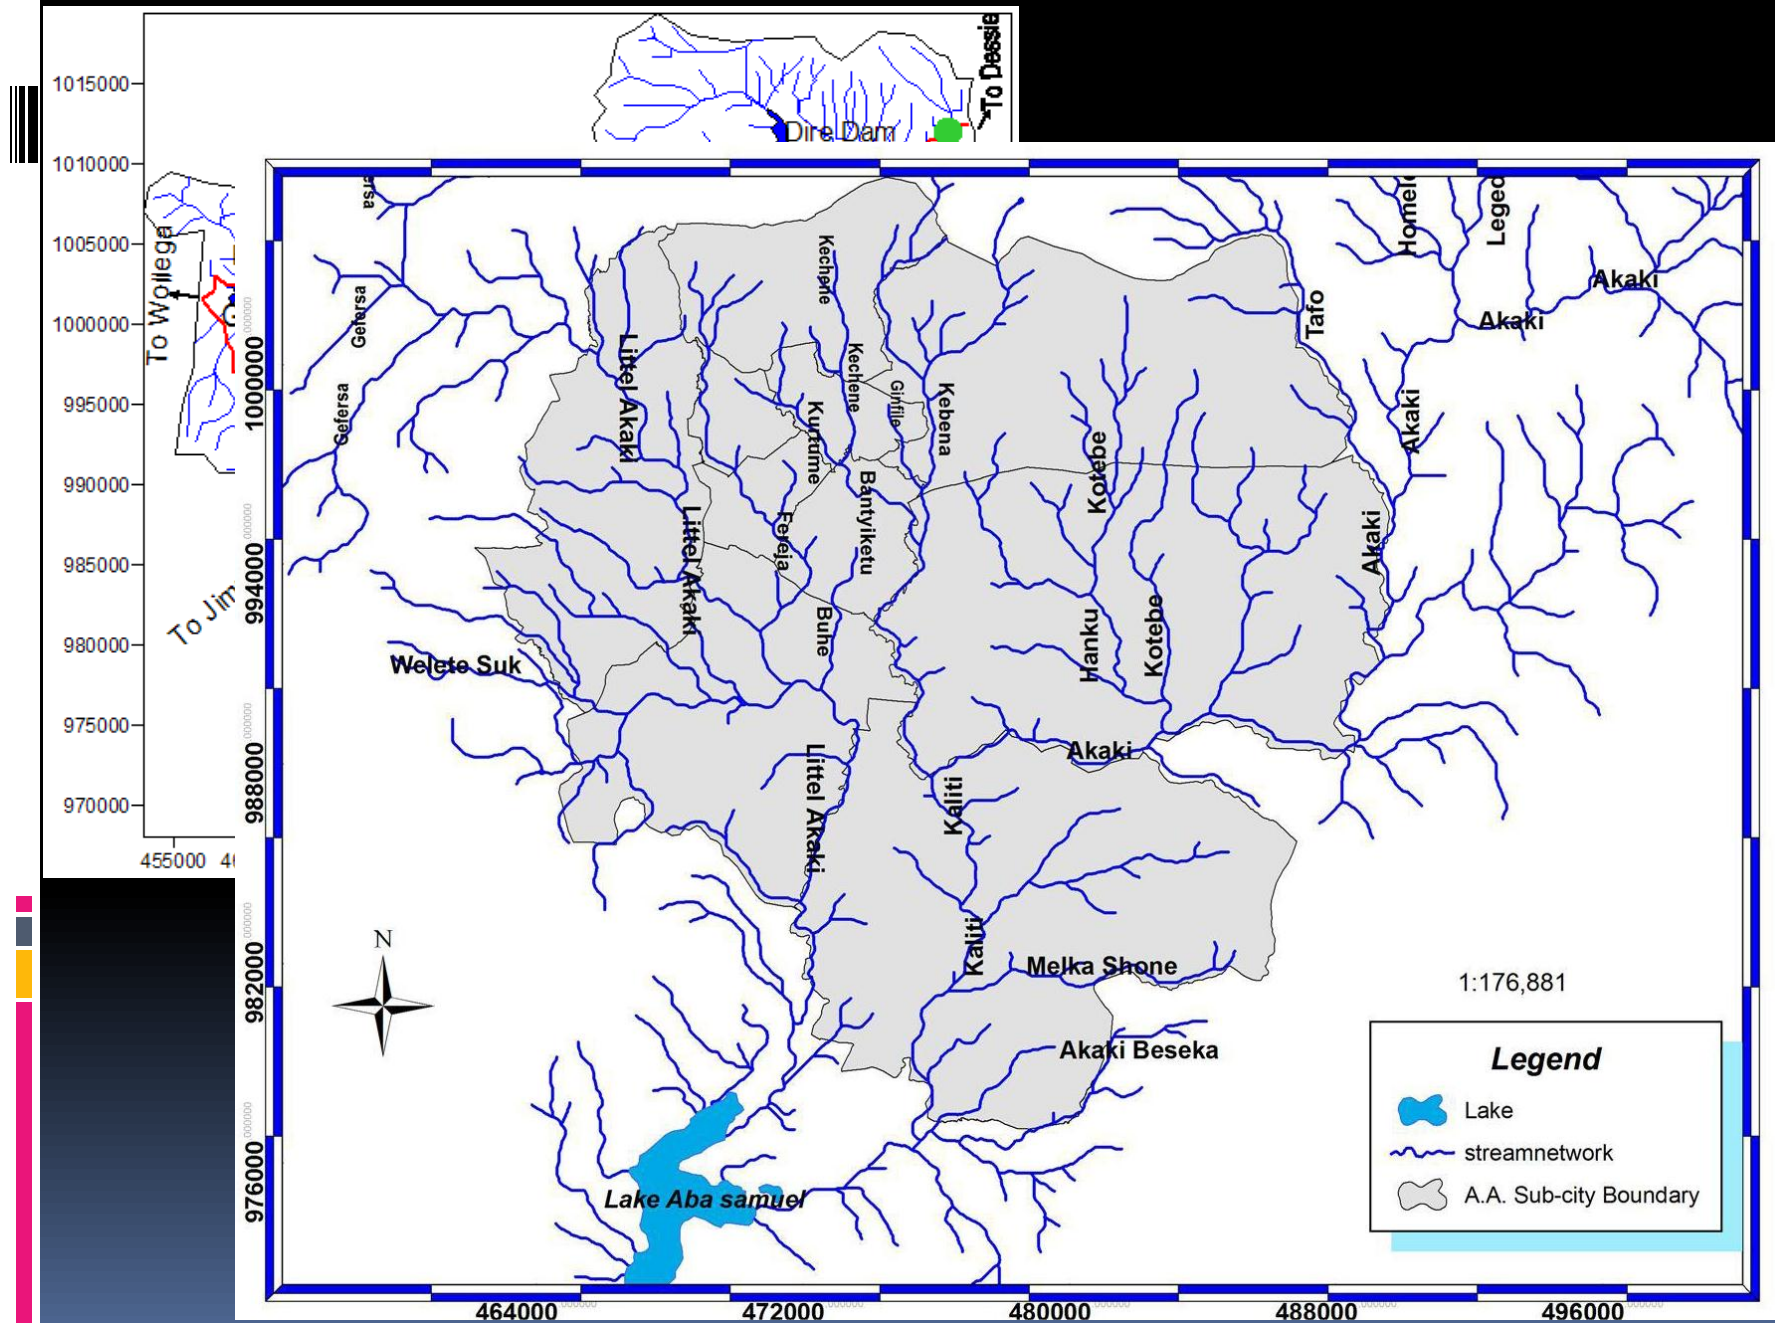 1015000
1010000
1005000
1000000
995000
990000
985000
980000
975000
970000
455000
To Dessie
Dire Dam
To Wollega
To Jim
1000000
994000
988000
982000
976000
464000
472000
480000
488000
496000
Gefersa
Gefersa
Kechene
Kechene
Littel Akaki
Kurtume
Ginfile
Kebena
Bantyiketu
Fereja
Littel Akaki
Buhe
Kotebe
Hanku
Kotebe
Tafo
Homele
Legeo
Akaki
Akaki
Akaki
Akaki
Welete Suk
Littel Akaki
Akaki
Kaliti
Kaliti
Melka Shone
Akaki Beseka
Lake Aba samuel
N
1:176,881
Legend
Lake
streamnetwork
A.A. Sub-city Boundary